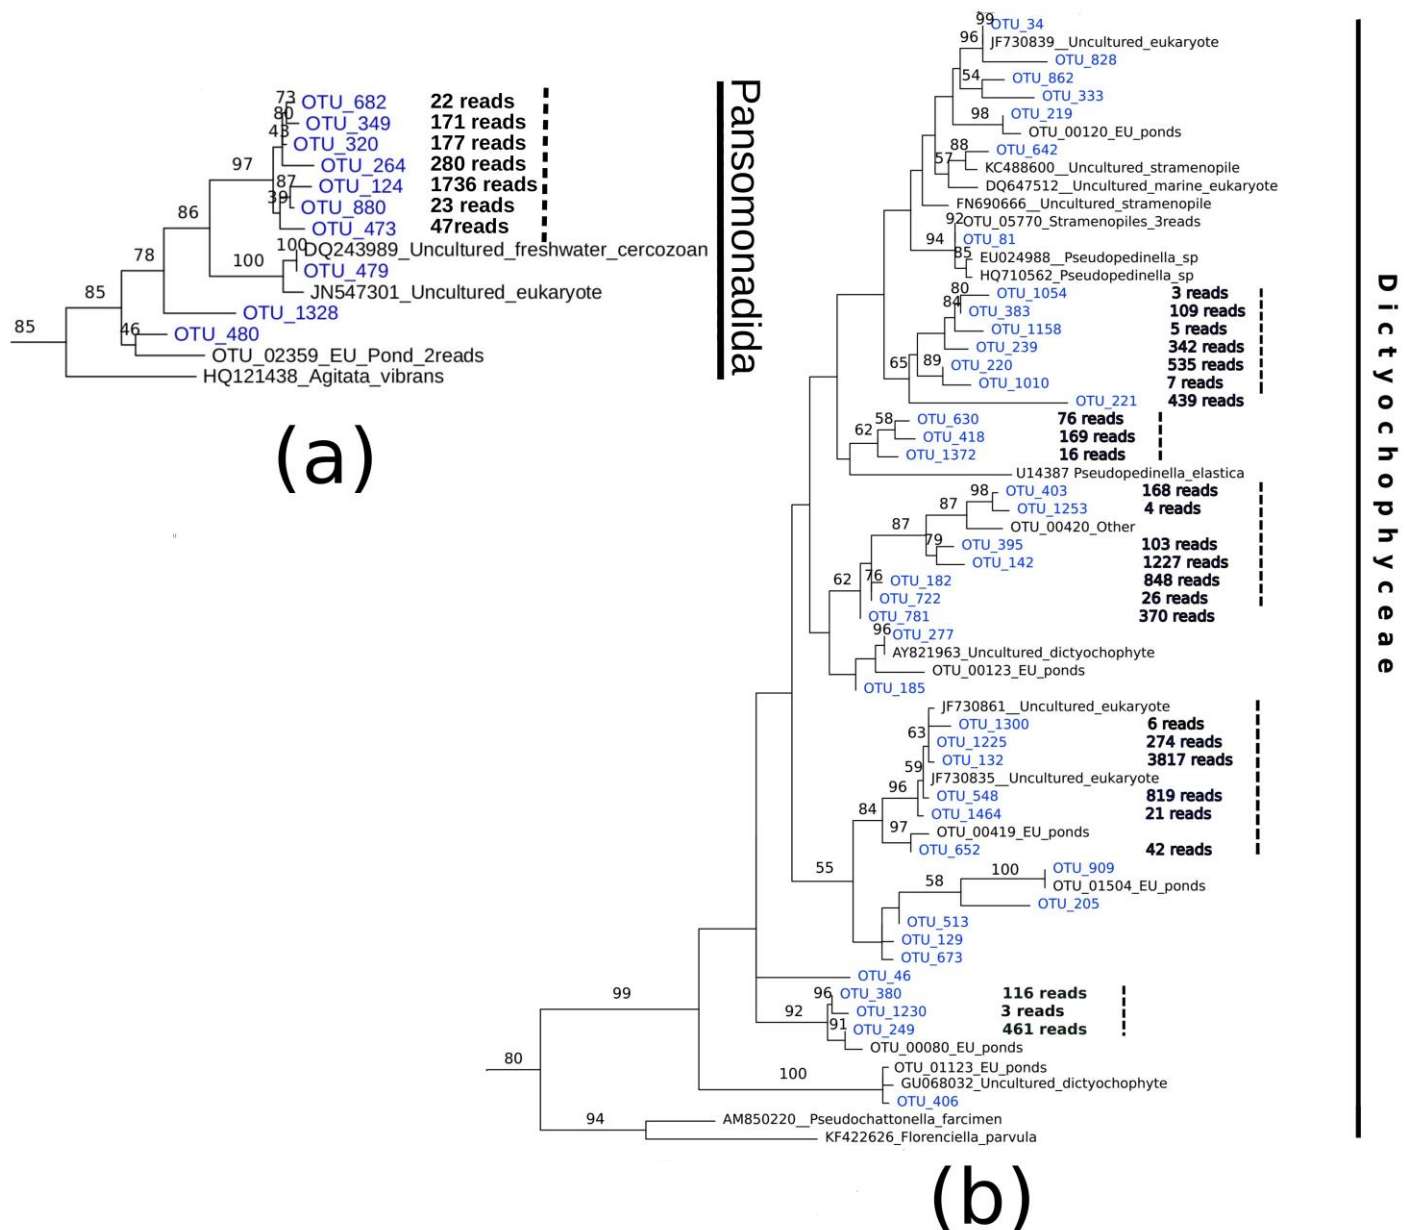 73
OTU_682 22 reads
80
OTU_349 171 reads
43
OTU_320 177 reads
97
OTU_264 280 reads
87
OTU_124 1736 reads
39
OTU_880 23 reads
86
OTU_473 47reads
100
DQ243989_Uncultured_freshwater_cercozoan
78
100
OTU_479
JN547301_Uncultured_eukaryote
85
OTU_1328
85
46
OTU_480
OTU_02359_EU_Pond_2reads
HQ121438_Agitata_vibrans
Pansomonadida
(a)
99
OTU_34
96
JF730839__Uncultured_eukaryote
OTU_828
54
OTU_862
OTU_333
98
OTU_219
OTU_00120_EU_ponds
88
OTU_642
57
KC488600__Uncultured_stramenopile
DQ647512__Uncultured_marine_eukaryote
FN690666__Uncultured_stramenopile
92
OTU_05770_Stramenopiles_3reads
94
OTU_81
85
EU024988__Pseudopedinella_sp
HQ710562_Pseudopedinella_sp
80
OTU_1054 3 reads
84
OTU_383 109 reads
OTU_1158 5 reads
OTU_239 342 reads
65
89
OTU_220 535 reads
OTU_1010 7 reads
OTU_221 439 reads
58
OTU_630 76 reads
62
OTU_418 169 reads
OTU_1372 16 reads
U14387 Pseudopedinella_elastica
98
OTU_403 168 reads
87
OTU_1253 4 reads
87
OTU_00420_Other
79
OTU_395 103 reads
OTU_142 1227 reads
62
76
OTU_182 848 reads
OTU_722 26 reads
OTU_781 370 reads
96
OTU_277
AY821963_Uncultured_dictyochophyte
OTU_00123_EU_ponds
OTU_185
JF730861__Uncultured_eukaryote
OTU_1300 6 reads
63
OTU_1225 274 reads
OTU_132 3817 reads
59
JF730835__Uncultured_eukaryote
96
OTU_548 819 reads
84
OTU_1464 21 reads
97
OTU_00419_EU_ponds
OTU_652 42 reads
55
100
OTU_909
58
OTU_01504_EU_ponds
OTU_205
OTU_513
OTU_129
OTU_673
OTU_46
99
96
OTU_380 116 reads
92
OTU_1230 3 reads
91
OTU_249 461 reads
OTU_00080_EU_ponds
80
100
OTU_01123_EU_ponds
GU068032_Uncultured_dictyochophyte
OTU_406
94
AM850220__Pseudochattonella_farcimen
KF422626_Florenciella_parvula
Dictyochophyceae
(b)